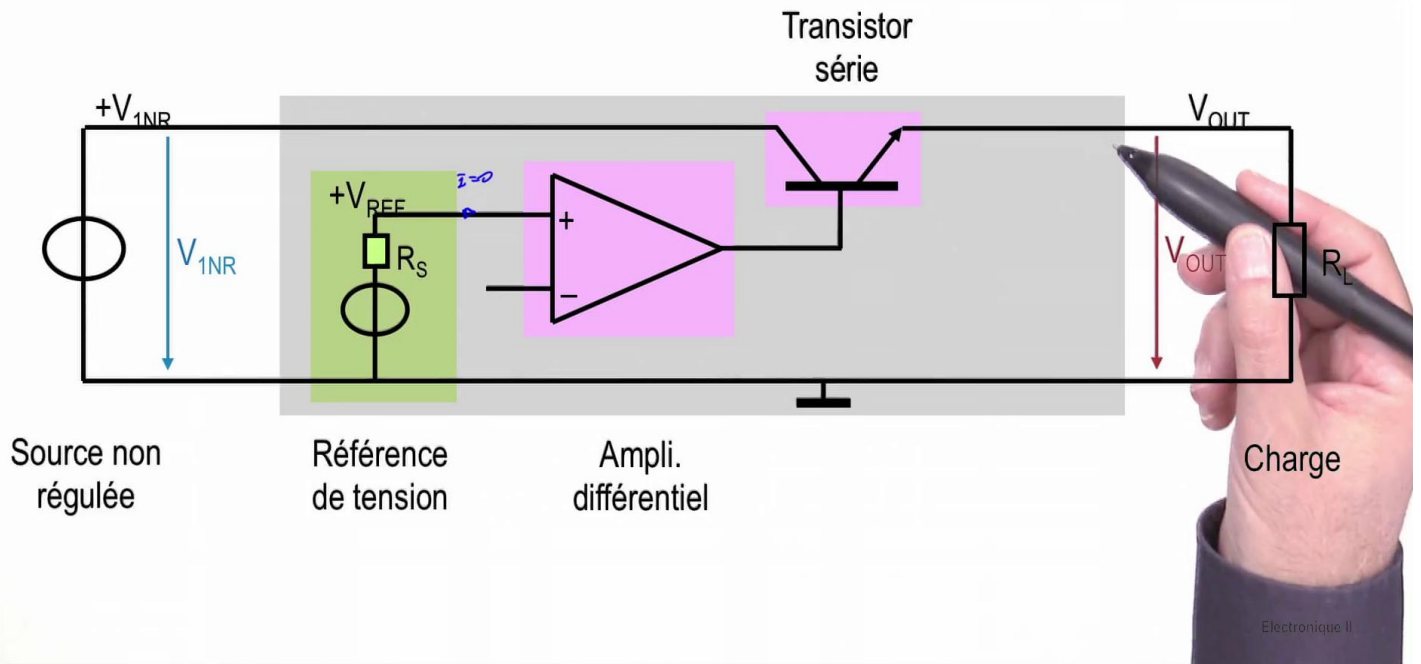 Transistor
série
+V1NR
VOUT
I=0
+VREF
+
V1NR
RS
VOUT
RL
–
Source non
régulée
Référence
de tension
Ampli.
différentiel
Charge
Electronique II